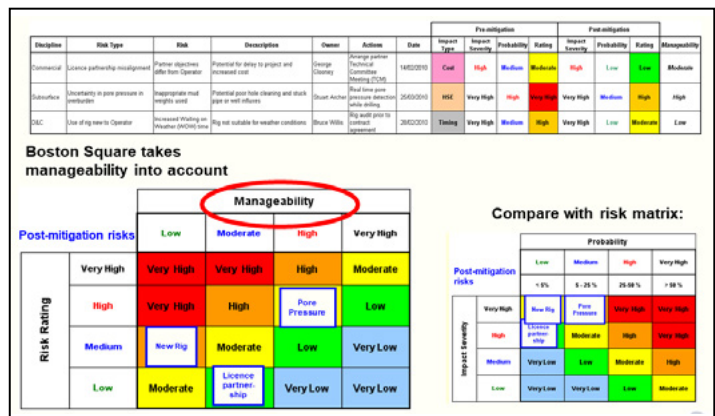 Pre-mitigation Post-mitigation
Discipline Risk Type Risk Description Owner Actions Date Impact Type Impact Severity Probability Rating Impact Severity Probability Rating Manageability
Commercial Licence partnership misalignment Partner objectives differ from Operator Potential for delay to project and increased cost George Clooney Arrange partner Technical Committee Meeting (TCM) 14/02/2010 Cost High Medium Moderate High Low Low Moderate
Subsurface Uncertainty in pore pressure in overburden Inappropriate mud weights used Potential poor hole cleaning and stuck pipe or well influxes Stuart Archer Real time pore pressure detection while drilling 25/03/2010 HSE Very High High Very High Very High Medium High High
D&C Use of rig new to Operator Increased Waiting on Weather (WOW) time Rig not suitable for weather conditions Bruce Willis Rig audit prior to contract agreement 28/02/2010 Timing Very High Medium High Very High Low Moderate Low
Boston Square takes
manageability into account
Manageability
Post-mitigation risks Low Moderate High Very High
Risk Rating
Very High Very High Very High High Moderate
High Very High High Pore Pressure Low
Medium New Rig Moderate Low Very Low
Low Moderate Licence partner-ship Very Low Very Low
Compare with risk matrix:
Probability
Post-mitigation risks Low Medium High Very High
< 5% 5 - 25 % 25-50 % > 50 %
Impact Severity
Very High New Rig Pore Pressure Very High Very High
High Licence partner-ship Moderate High Very High
Medium Very Low Low Moderate High
Low Very Low Very Low Low Moderate